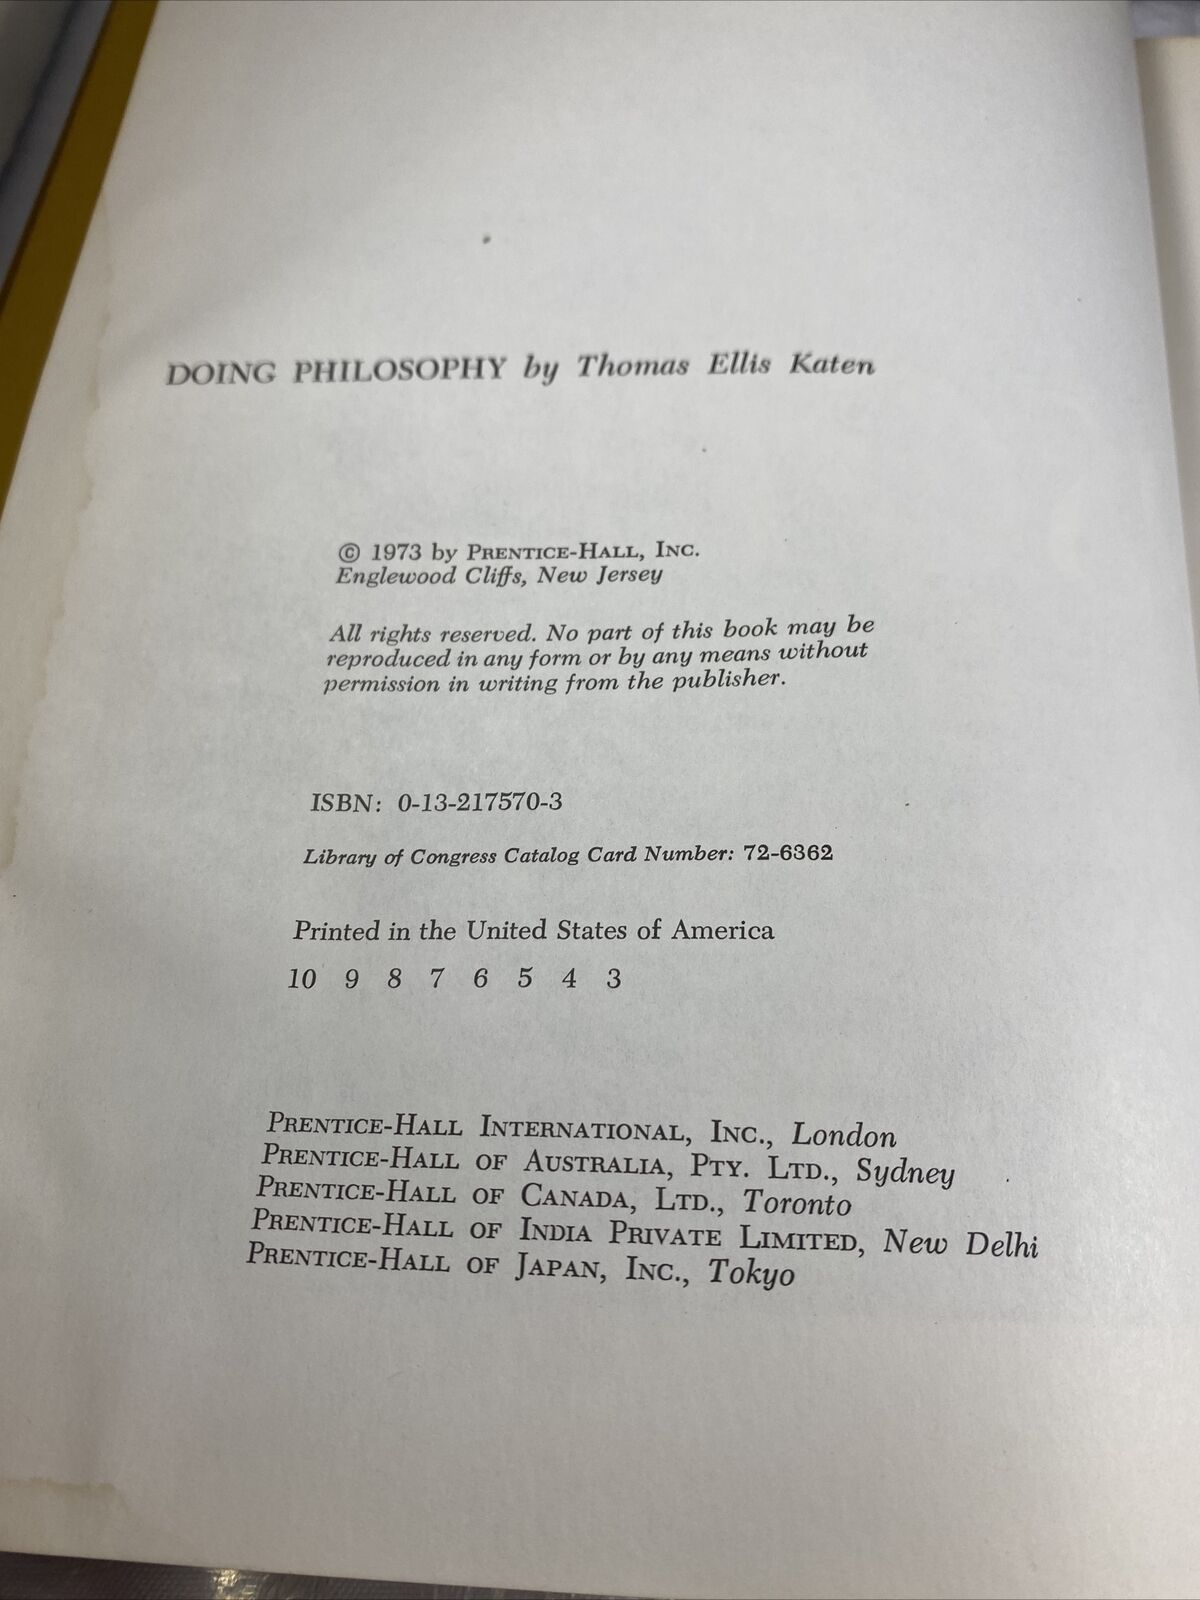 DOING PHILOSOPHY by Thomas Ellis Katen
© 1973 by PRENTICE-HALL, INC.
Englewood Cliffs, New Jersey
All rights reserved. No part of this book may be
reproduced in any form or by any means without
permission in writing from the publisher.
ISBN: 0-13-217570-3
Library of Congress Catalog Card Number: 72-6362
Printed in the United States of America
10 9 8 7 6 5 4 3
PRENTICE-HALL INTERNATIONAL, INC., London
PRENTICE-HALL OF AUSTRALIA, PTY. LTD., Sydney
PRENTICE-HALL OF CANADA, LTD., Toronto
PRENTICE-HALL OF INDIA PRIVATE LIMITED, New Delhi
PRENTICE-HALL OF JAPAN, INC., Tokyo